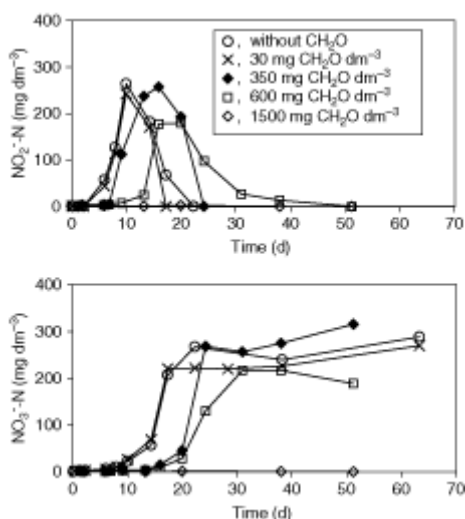 400
300
200
100
0
NO₂⁻-N (mg dm⁻³)
, without CH₂O
, 30 mg CH₂O dm⁻³
, 350 mg CH₂O dm⁻³
, 600 mg CH₂O dm⁻³
, 1500 mg CH₂O dm⁻³
0 10 20 30 40 50 60 70
Time (d)
400
300
200
100
0
NO₃⁻-N (mg dm⁻³)
0 10 20 30 40 50 60 70
Time (d)